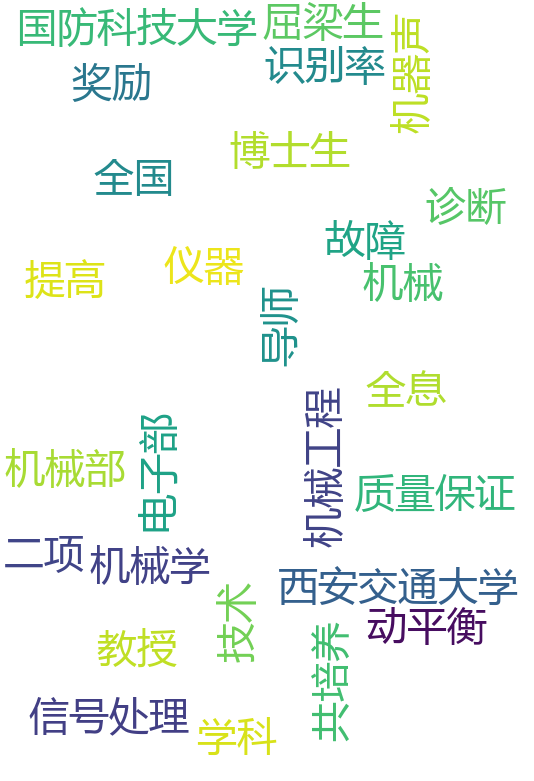 国防科技大学
屈梁生
奖励
识别率
机器声
博士生
全国
诊断
故障
提高
仪器
机械
导师
全息
机械工程
电子部
机械部
质量保证
二项
机械学
西安交通大学
技术
动平衡
教授
共培养
信号处理
学科